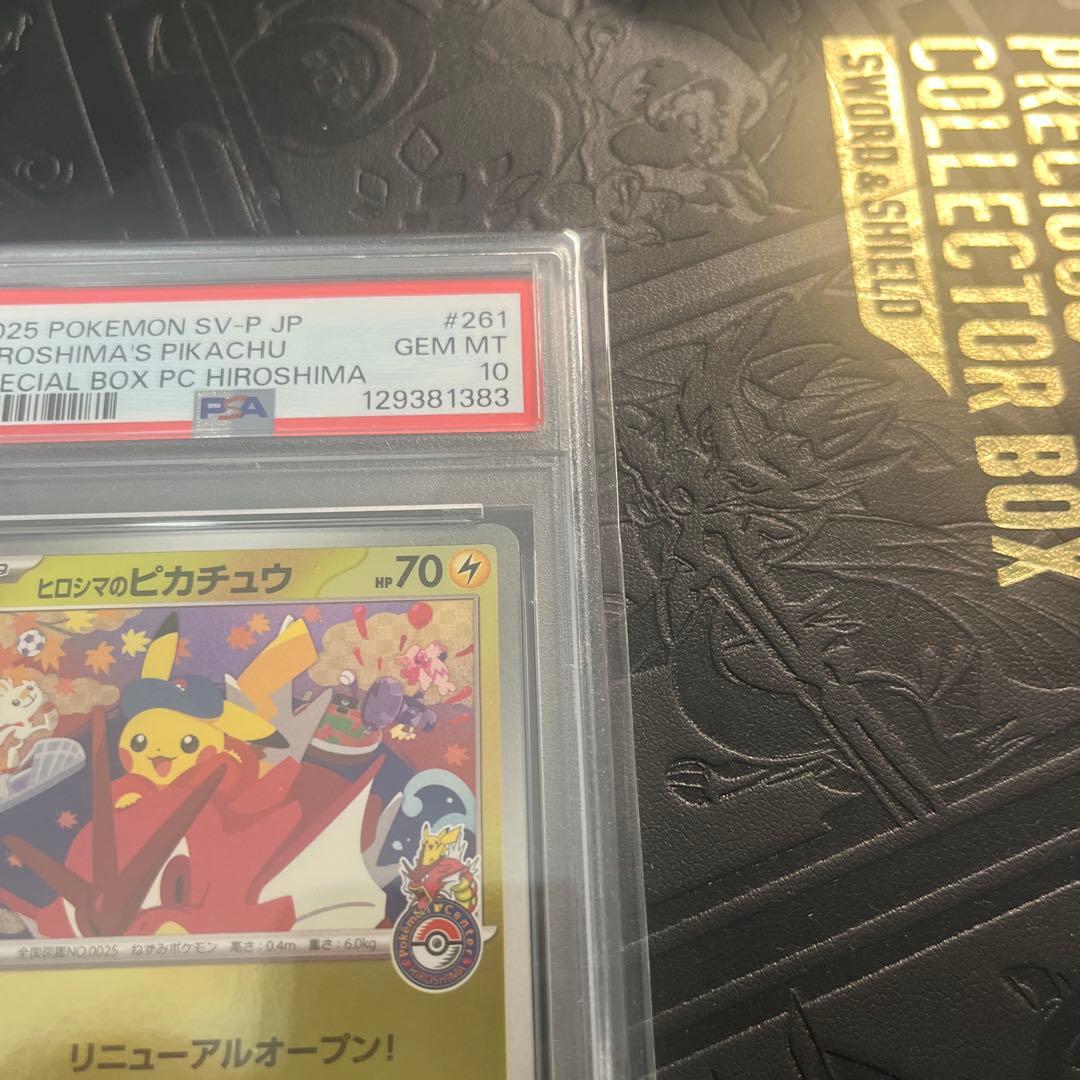 025 POKEMON SV-P JP #261
IROSHIMA'S PIKACHU GEM MT
ECIAL BOX PC HIROSHIMA 10
PSA 129381383
ヒロシマのピカチュウ HP70
全国図鑑NO.0025 ねずみポケモン 高さ:0.4m 重さ:6.0kg
Pokémon Center
HIROSHIMA
リニューアルオープン!
PRECIOUS
COLLECTOR BOX
SWORD & SHIELD